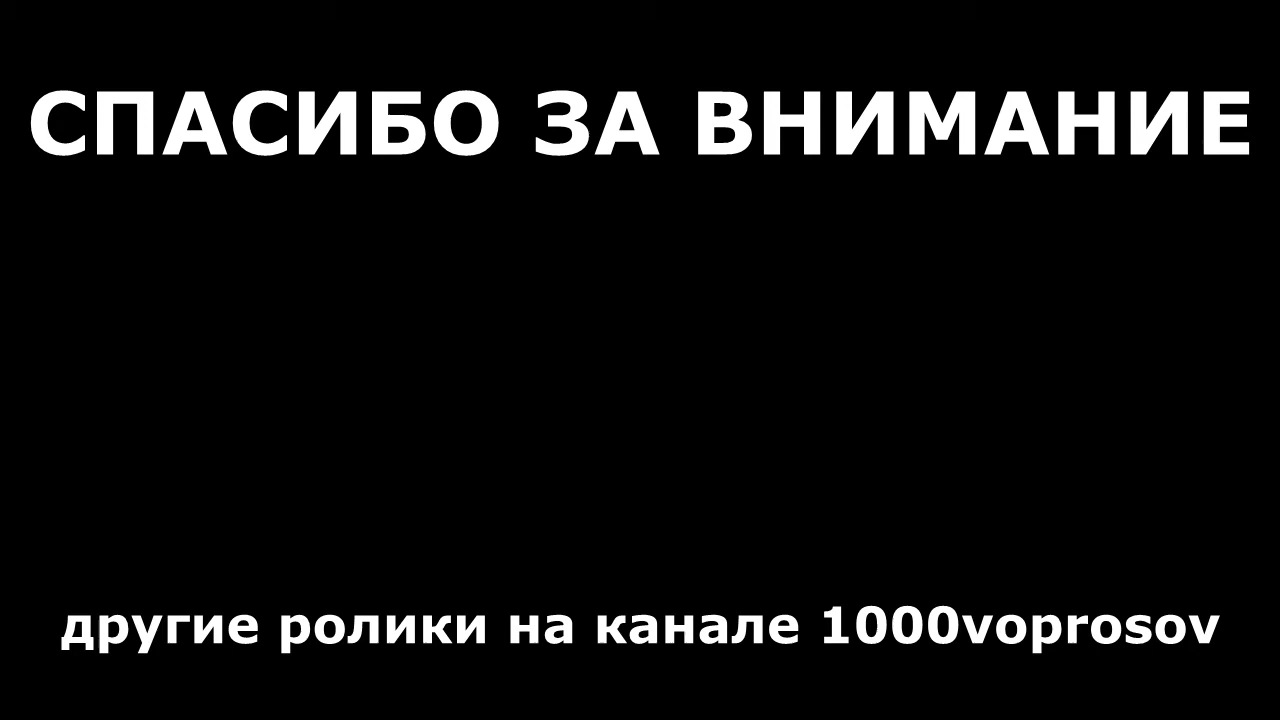 СПАСИБО ЗА ВНИМАНИЕ
другие ролики на канале 1000voprosov